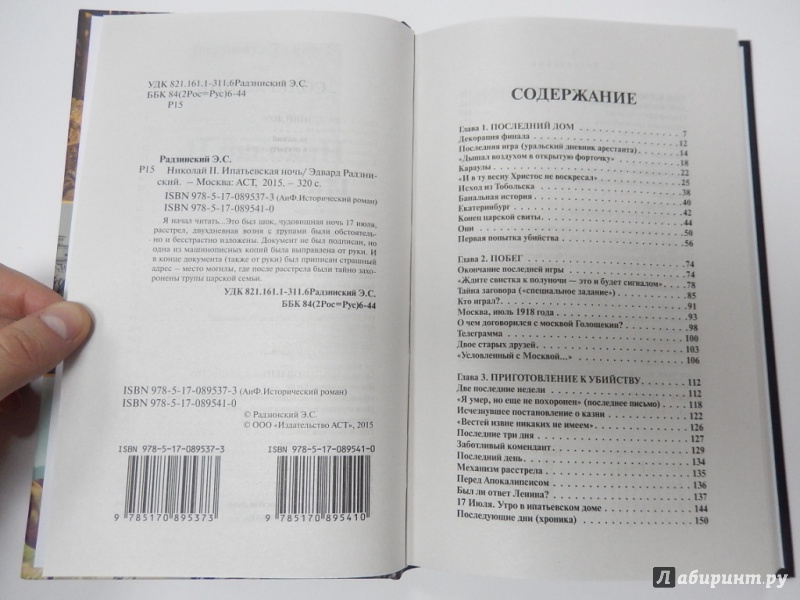 УДК 821.161.1-311.6Радзинский Э.С.
ББК 84(2Рос=Рус)6-44
Р15
Радзинский Э.С.
Р15 Николай II. Ипатьевская ночь/ Эдвард Радзин-
ский. – Москва: АСТ, 2015. – 320 с.
ISBN 978-5-17-089537-3 (АиФ.Исторический роман)
ISBN 978-5-17-089541-0
Я начал читать...Это был шок, чудовищная ночь 17 июля,
расстрел, двухдневная возня с трупами были обстоятель-
но и бесстрастно изложены. Документ не был подписан, но
одна из машинописных копий была выправлена от руки. И
в конце документа (также от руки) был приписан страшный
адрес – место могилы, где после расстрела были тайно захо-
ронены трупы царской семьи.
УДК 821.161.1-311.6Радзинский Э.С.
ББК 84(2Рос=Рус)6-44
ISBN 978-5-17-089537-3 (АиФ.Исторический роман)
ISBN 978-5-17-089541-0
© Радзинский Э.С.
© ООО «Издательство АСТ», 2015
ISBN 978-5-17-089537-3
9 785170 895373
ISBN 978-5-17-089541-0
9 785170 895410
СОДЕРЖАНИЕ
Глава 1. ПОСЛЕДНИЙ ДОМ 7
Декорация финала 12
Последняя игра (уральский дневник арестанта) 14
«Дышал воздухом в открытую форточку» 18
Караулы 22
«И в ту весну Христос не воскресал» 25
Исход из Тобольска 38
Банальная история 40
Екатеринбург 42
Конец царской свиты 44
Они 50
Первая попытка убийства 56
Глава 2. ПОБЕГ 74
Окончание последней игры 74
«Ждите свистка к полуночи — это и будет сигналом» 78
Тайна заговора («специальное задание») 85
Кто играл? 91
Москва, июль 1918 года 93
О чем договорился с москвой Голощекин? 98
Телеграмма 100
Двое старых друзей 103
«Условленный с Москвой...» 106
Глава 3. ПРИГОТОВЛЕНИЕ К УБИЙСТВУ 112
Две последние недели 112
«Я умер, но еще не похоронен» (последнее письмо) 118
Исчезнувшее постановление о казни 122
«Вестей извне никаких не имеем» 126
Последние три дня 127
Заботливый комендант 129
Последний день 134
Механизм расстрела 135
Перед Апокалипсисом 136
Был ли ответ Ленина? 137
17 Июля. Утро в ипатьевском доме 144
Последующие дни (хроника) 150
Лабиринт.ру